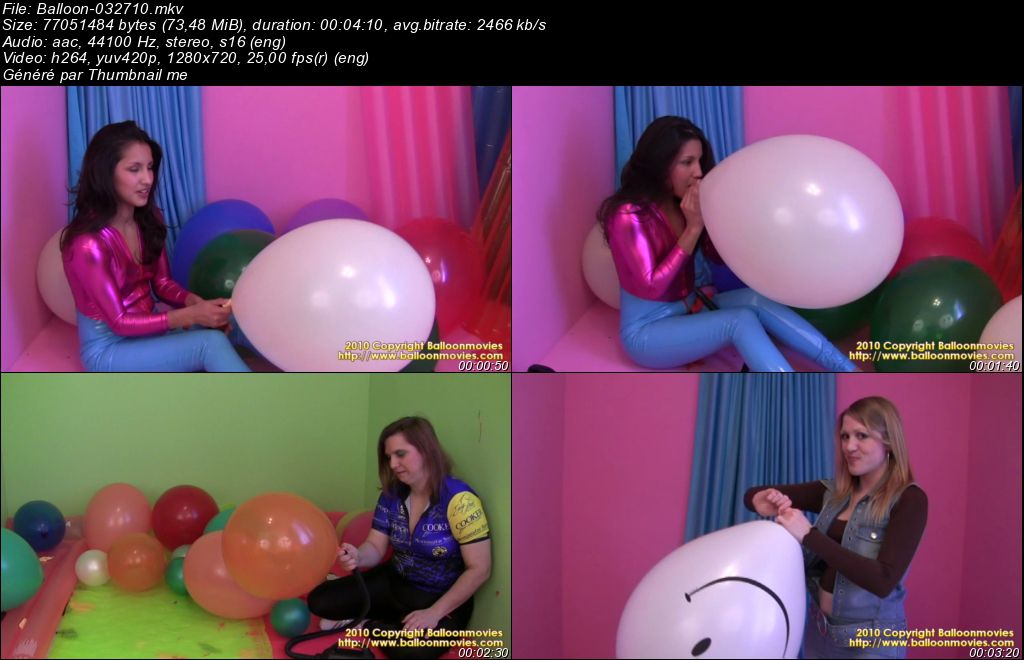 File: Balloon-032710.mkv
Size: 77051484 bytes (73,48 MiB), duration: 00:04:10, avg.bitrate: 2466 kb/s
Audio: aac, 44100 Hz, stereo, s16 (eng)
Video: h264, yuv420p, 1280x720, 25,00 fps(r) (eng)
Généré par Thumbnail me
2010 Copyright Balloonmovies
http://www.balloonmovies.com
00:00:50
2010 Copyright Balloonmovies
http://www.balloonmovies.com
00:01:40
COOKE
COOKE
2010 Copyright Balloonmovies
http://www.balloonmovies.com
00:02:30
2010 Copyright Balloonmovies
http://www.balloonmovies.com
00:03:20